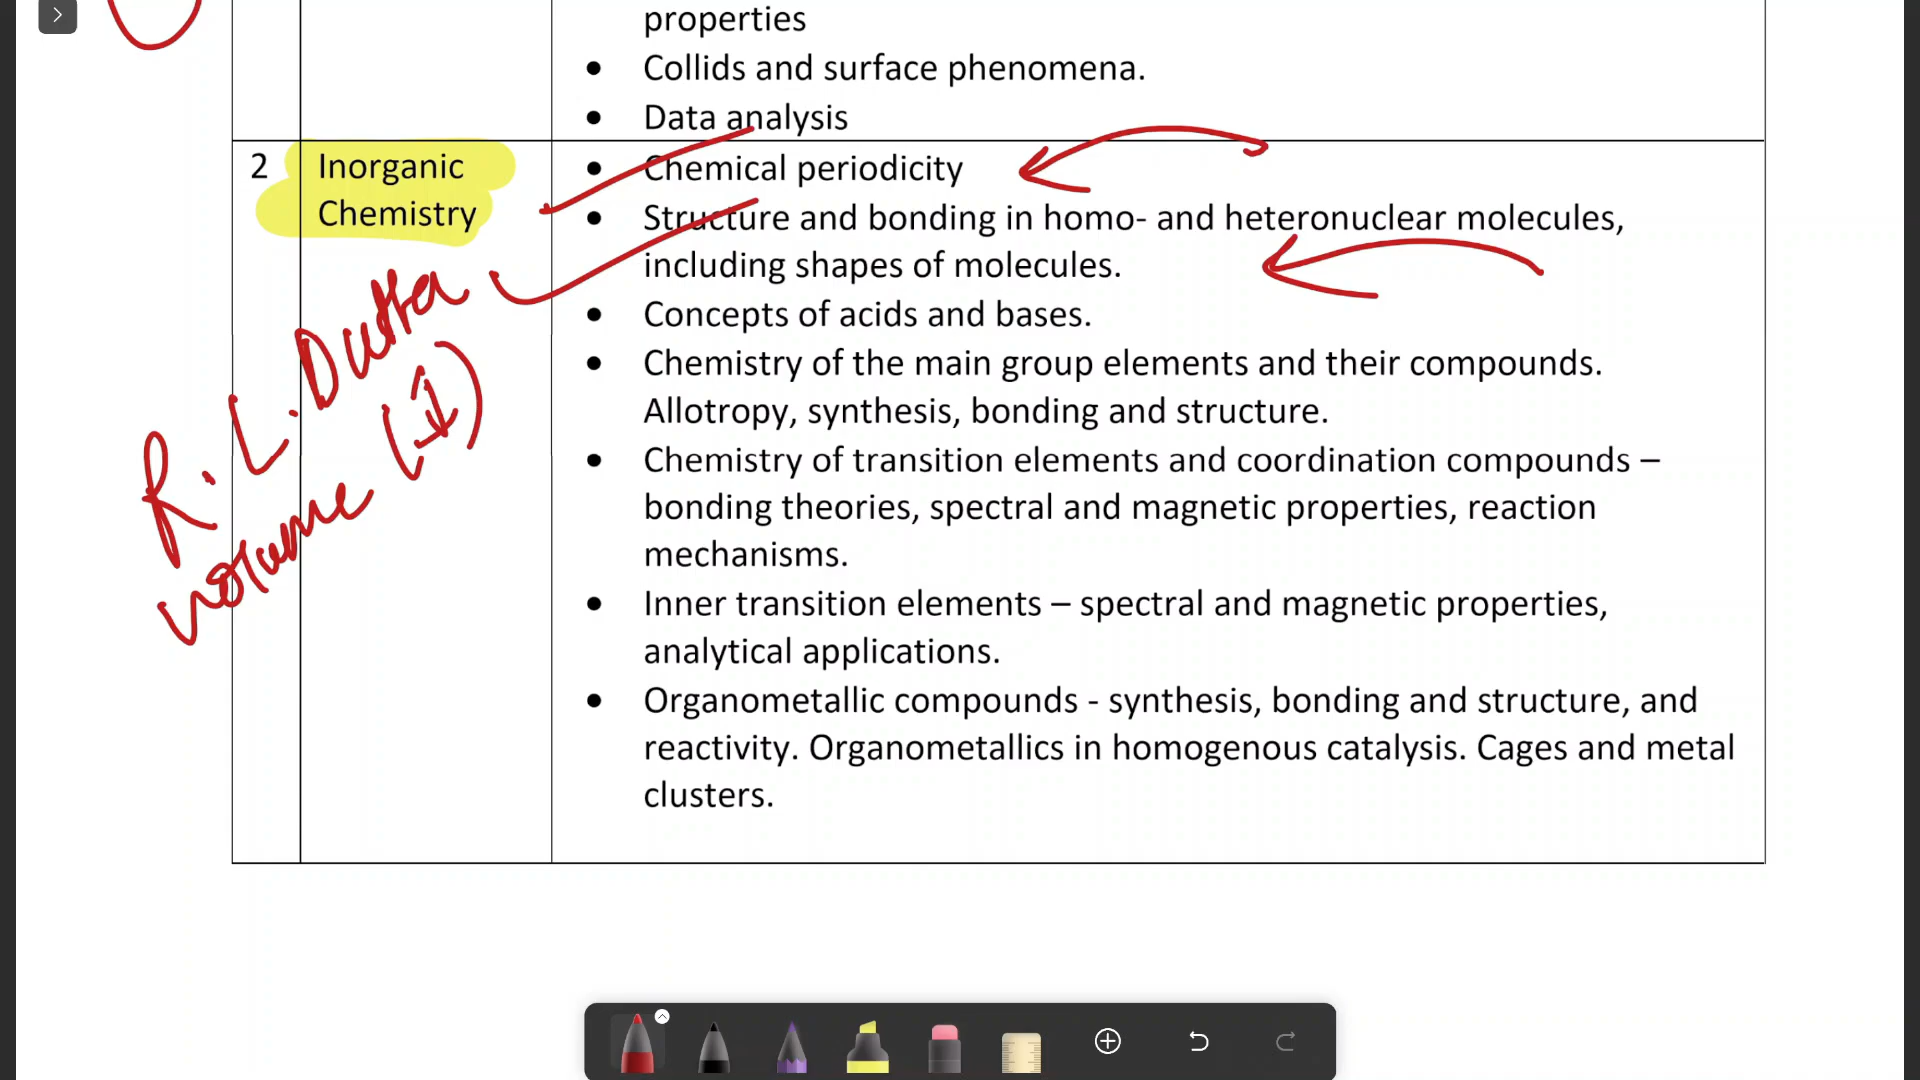 properties
• Collids and surface phenomena.
• Data analysis
2 Inorganic Chemistry
• Chemical periodicity
• Structure and bonding in homo- and heteronuclear molecules,
including shapes of molecules.
• Concepts of acids and bases.
• Chemistry of the main group elements and their compounds.
Allotropy, synthesis, bonding and structure.
• Chemistry of transition elements and coordination compounds –
bonding theories, spectral and magnetic properties, reaction
mechanisms.
• Inner transition elements – spectral and magnetic properties,
analytical applications.
• Organometallic compounds - synthesis, bonding and structure, and
reactivity. Organometallics in homogenous catalysis. Cages and metal
clusters.
R. L. Dutta
volume (I)